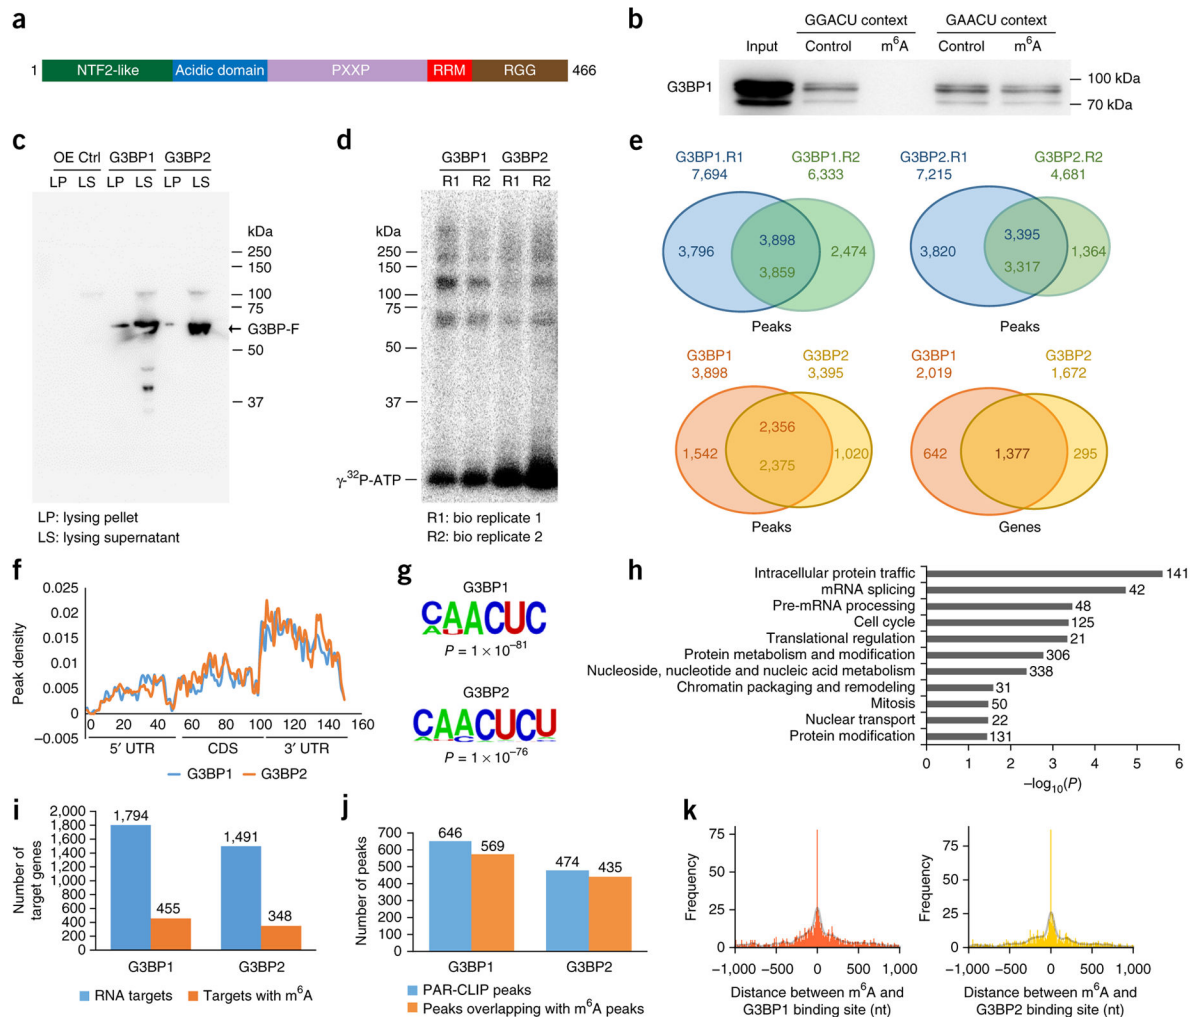 a
1 NTF2-like Acidic domain PXXP RRM RGG 466
b
GGACU context GAACU context
Input Control m⁶A Control m⁶A
G3BP1
100 kDa
70 kDa
c
OE Ctrl G3BP1 G3BP2
LP LS LP LS LP LS
kDa
250
150
100
75
G3BP-F
50
37
LP: lysing pellet
LS: lysing supernatant
d
G3BP1 G3BP2
R1 R2 R1 R2
kDa
250
150
100
75
50
37
γ-³²P-ATP
R1: bio replicate 1
R2: bio replicate 2
e
G3BP1.R1
7,694
G3BP1.R2
6,333
3,796
3,898
3,859
2,474
Peaks
G3BP2.R1
7,215
G3BP2.R2
4,681
3,820
3,395
3,317
1,364
Peaks
G3BP1
3,898
G3BP2
3,395
1,542
2,356
2,375
1,020
Peaks
G3BP1
2,019
G3BP2
1,672
642
1,377
295
Genes
f
Peak density
0.025
0.020
0.015
0.010
0.005
0
−0.005
0 20 40 60 80 100 120 140 160
5′ UTR CDS 3′ UTR
G3BP1 G3BP2
g
G3BP1
CAACUC
AU
P = 1 × 10⁻⁸¹
G3BP2
CAACUCU
P = 1 × 10⁻⁷⁶
h
Intracellular protein traffic 141
mRNA splicing 42
Pre-mRNA processing 48
Cell cycle 125
Translational regulation 21
Protein metabolism and modification 306
Nucleoside, nucleotide and nucleic acid metabolism 338
Chromatin packaging and remodeling 31
Mitosis 50
Nuclear transport 22
Protein modification 131
0 1 2 3 4 5 6
−log₁₀(P)
i
Number of
target genes
2,000
1,800
1,600
1,400
1,200
1,000
800
600
400
200
0
1,794
455
1,491
348
G3BP1 G3BP2
RNA targets Targets with m⁶A
j
Number of peaks
700
600
500
400
300
200
100
0
646
569
474
435
G3BP1 G3BP2
PAR-CLIP peaks
Peaks overlapping with m⁶A peaks
k
Frequency
75
50
25
0
−1,000 −500 0 500 1,000
Distance between m⁶A and
G3BP1 binding site (nt)
Frequency
75
50
25
0
−1,000 −500 0 500 1,000
Distance between m⁶A and
G3BP2 binding site (nt)